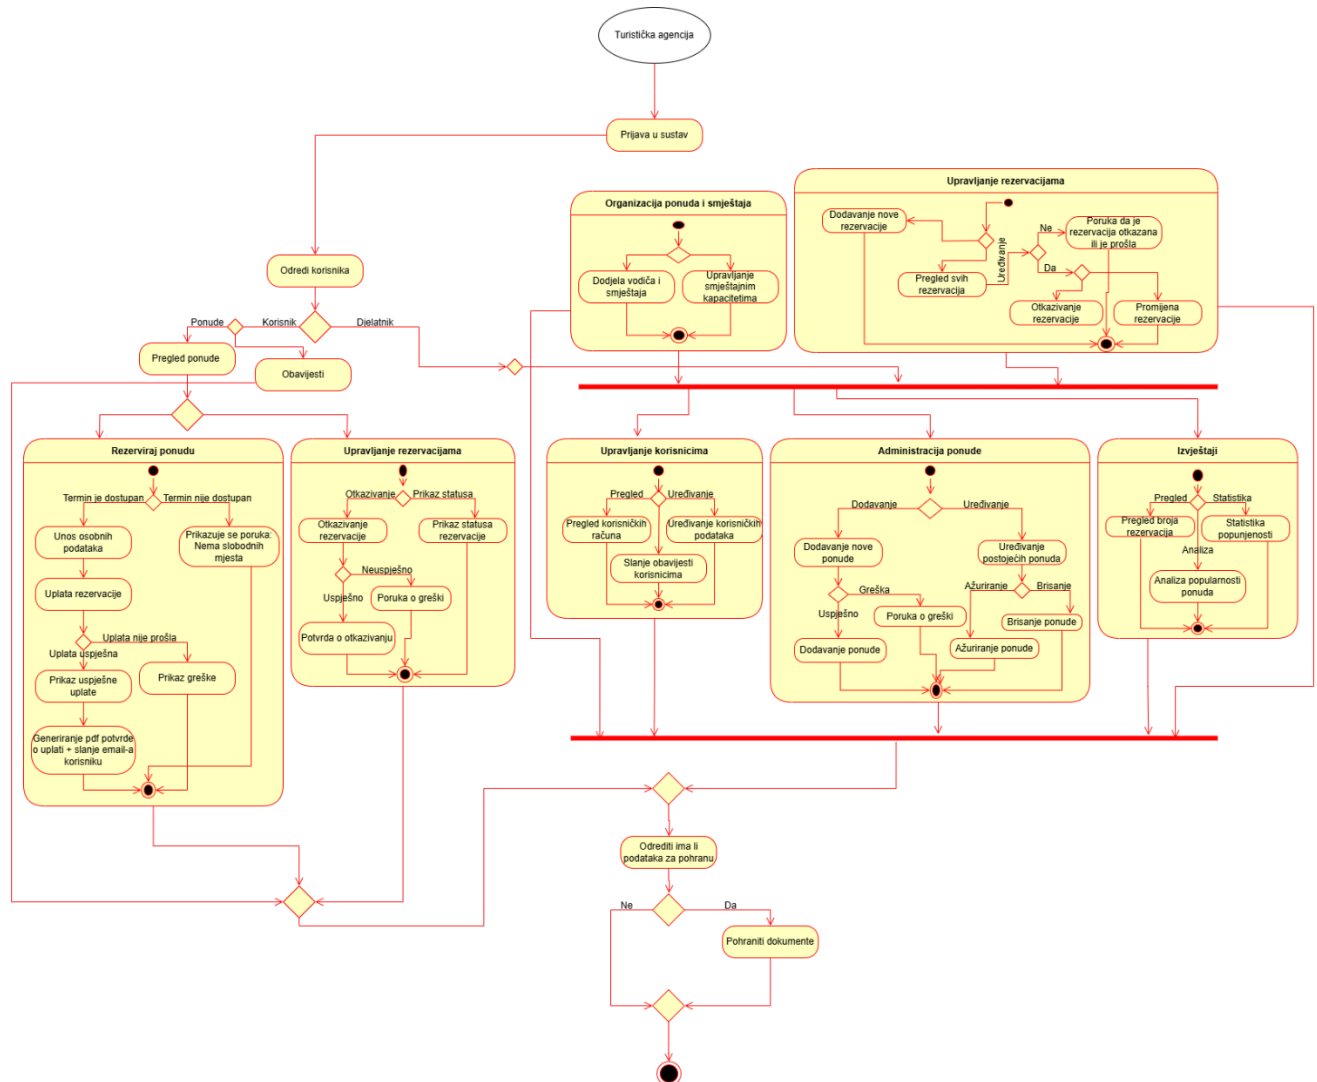 Turistička agencija
Prijava u sustav
Odredi korisnika
Ponude
Korisnik
Djelatnik
Pregled ponude
Obavijesti
Organizacija ponuda i smještaja
Dodjela vodiča i
smještaja
Upravljanje
smještajnim
kapacitetima
Upravljanje rezervacijama
Dodavanje nove
rezervacije
Pregled svih
rezervacija
Uređivanje
Ne
Poruka da je
rezervacija otkazana
ili je prošla
Da
Otkazivanje
rezervacije
Promijena
rezervacije
Rezerviraj ponudu
Termin je dostupan
Termin nije dostupan
Unos osobnih
podataka
Prikazuje se poruka:
Nema slobodnih
mjesta
Uplata rezervacije
Uplata nije prošla
Uplata uspješna
Prikaz uspješne
uplate
Prikaz greške
Generiranje pdf potvrde
o uplati + slanje email-a
korisniku
Upravljanje rezervacijama
Otkazivanje
Prikaz statusa
Otkazivanje
rezervacije
Prikaz statusa
rezervacije
Neuspješno
Uspješno
Poruka o greški
Potvrda o otkazivanju
Upravljanje korisnicima
Pregled
Uređivanje
Pregled korisničkih
računa
Uređivanje korisničkih
podataka
Slanje obavijesti
korisnicima
Administracija ponude
Dodavanje
Uređivanje
Dodavanje nove
ponude
Uređivanje
postojećih ponuda
Greška
Uspješno
Poruka o greški
Dodavanje ponude
Ažuriranje
Brisanje
Brisanje ponude
Ažuriranje ponude
Izvještaji
Pregled
Statistika
Pregled broja
rezervacija
Statistika
popunjenosti
Analiza
Analiza popularnosti
ponuda
Odrediti ima li
podataka za pohranu
Ne
Da
Pohraniti dokumente